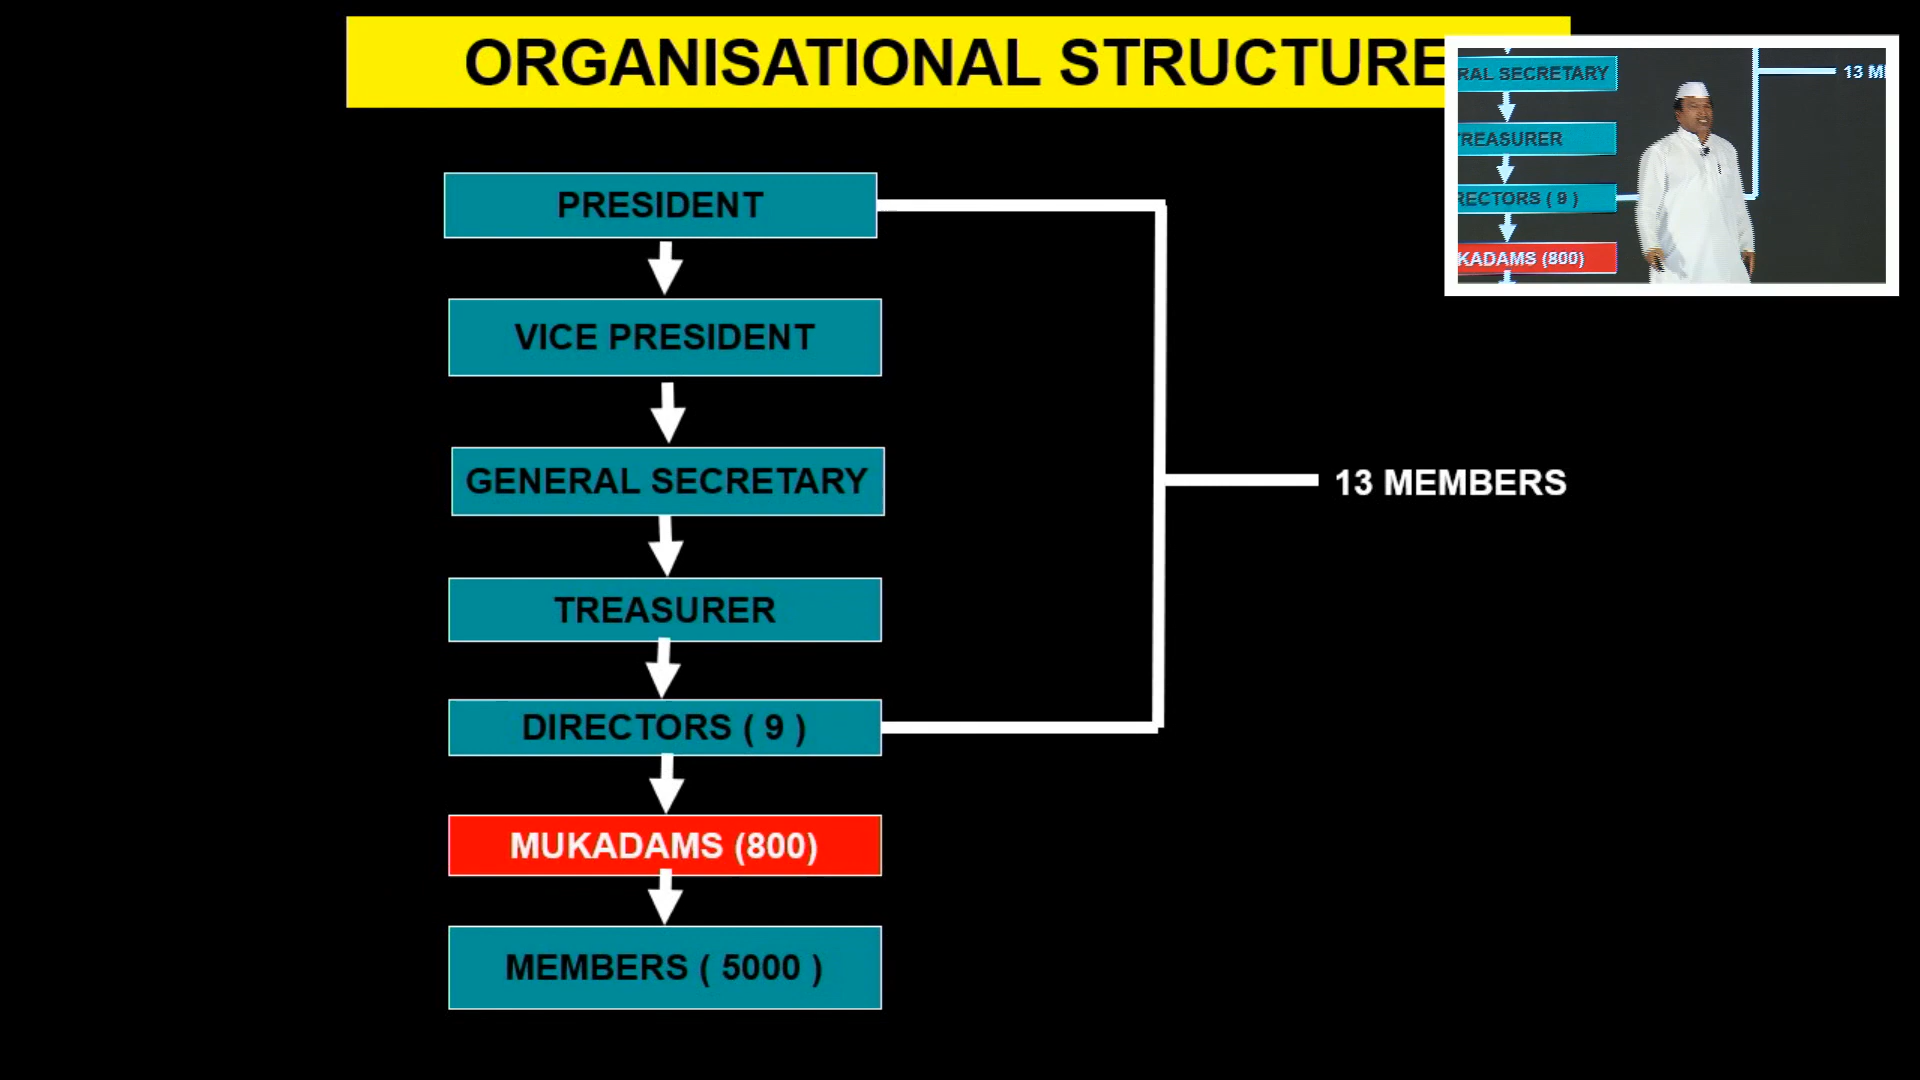 ORGANISATIONAL STRUCTURE
PRESIDENT
VICE PRESIDENT
GENERAL SECRETARY
TREASURER
DIRECTORS ( 9 )
MUKADAMS (800)
MEMBERS ( 5000 )
13 MEMBERS
RAL SECRETARY
REASURER
RECTORS ( 9 )
KADAMS (800)
13 M